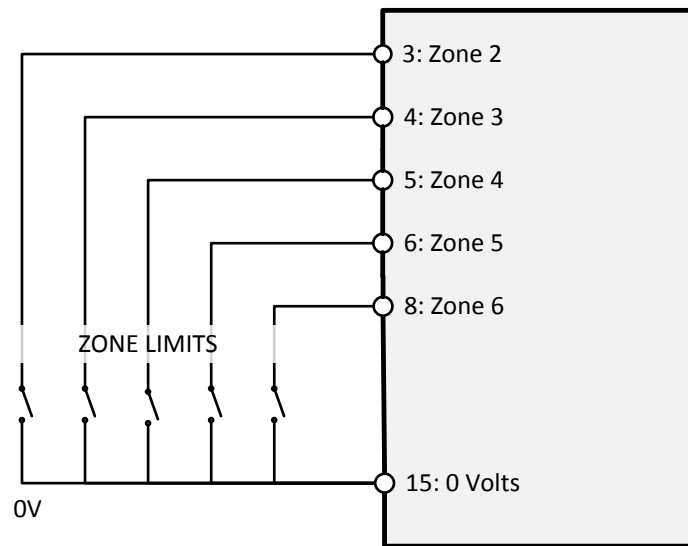 3: Zone 2
4: Zone 3
5: Zone 4
6: Zone 5
8: Zone 6
ZONE LIMITS
15: 0 Volts
0V